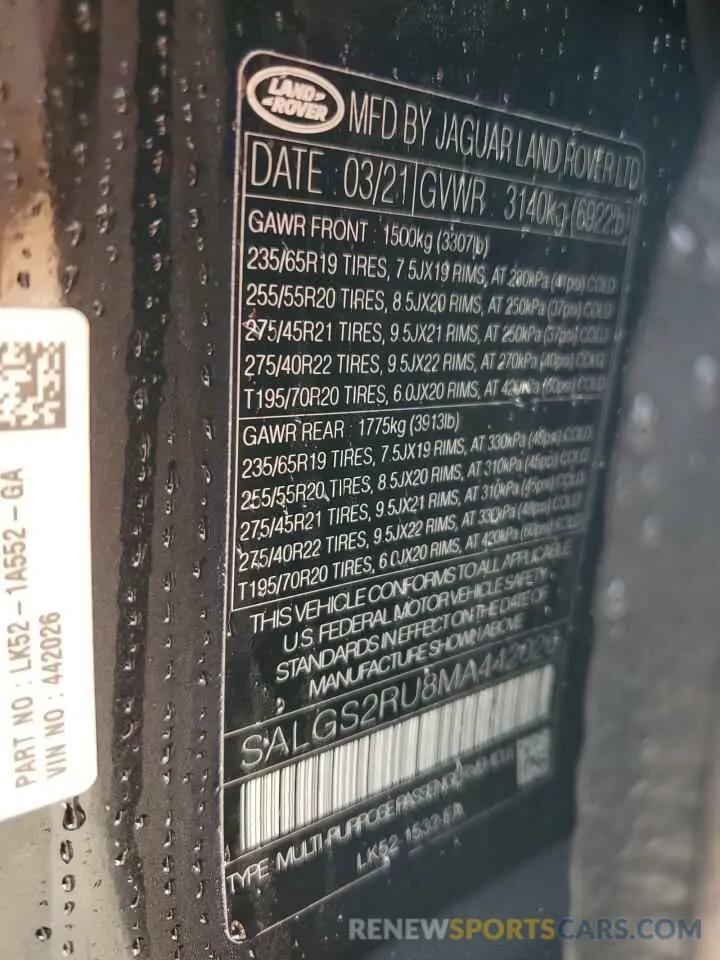 LAND
ROVER
MFD BY JAGUAR LAND ROVER LTD
DATE : 03/21 GVWR : 3140kg (6922lb)
GAWR FRONT : 1500kg (3307lb)
235/65R19 TIRES, 7.5JX19 RIMS, AT 280kPa (41psi) COLD
255/55R20 TIRES, 8.5JX20 RIMS, AT 250kPa (37psi) COLD
275/45R21 TIRES, 9.5JX21 RIMS, AT 250kPa (37psi) COLD
275/40R22 TIRES, 9.5JX22 RIMS, AT 270kPa (40psi) COLD
T195/70R20 TIRES, 6.0JX20 RIMS, AT 420kPa (60psi) COLD
GAWR REAR : 1775kg (3913lb)
235/65R19 TIRES, 7.5JX19 RIMS, AT 330kPa (48psi) COLD
255/55R20 TIRES, 8.5JX20 RIMS, AT 310kPa (45psi) COLD
275/45R21 TIRES, 9.5JX21 RIMS, AT 310kPa (45psi) COLD
275/40R22 TIRES, 9.5JX22 RIMS, AT 330kPa (48psi) COLD
T195/70R20 TIRES, 6.0JX20 RIMS, AT 420kPa (60psi) COLD
THIS VEHICLE CONFORMS TO ALL APPLICABLE
U.S. FEDERAL MOTOR VEHICLE SAFETY
STANDARDS IN EFFECT ON THE DATE OF
MANUFACTURE SHOWN ABOVE
SALGS2RU8MA442026
TYPE : MULTI-PURPOSE PASSENGER VEHICLE
PART NO : LK52 - 1A552 - GA
VIN NO : 442026
RENEWSPORTSCARS.COM